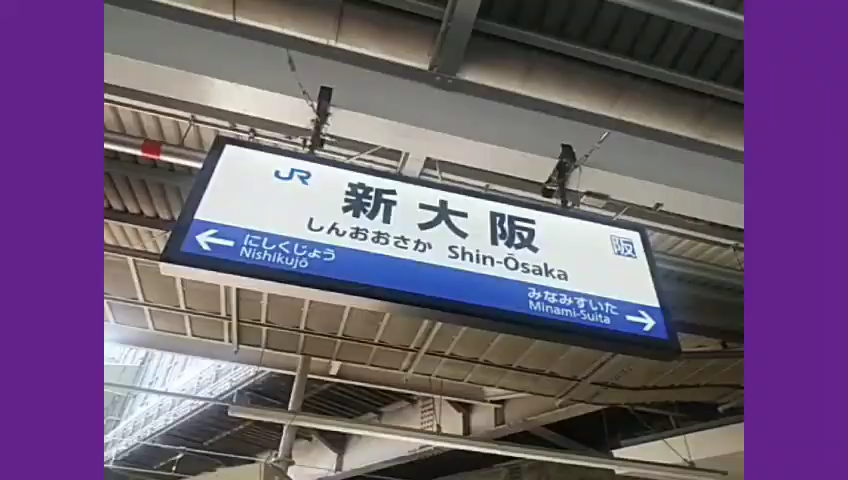 JR
新大阪
阪
しんおおさか Shin-Ōsaka
にしくじょう
Nishikujō
みなみすいた
Minami-Suita